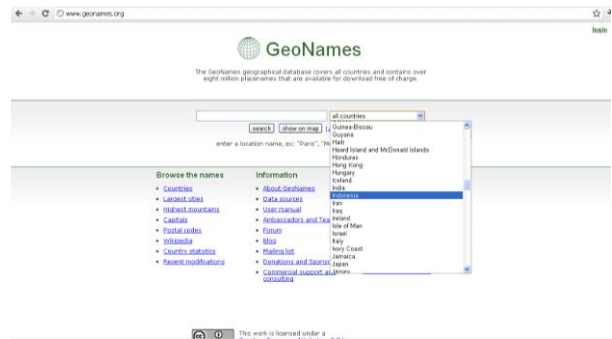 www.geonames.org
login
GeoNames
The GeoNames geographical database covers all countries and contains over
eight million placenames that are available for download free of charge.
all countries
search show on map
enter a location name, ex: "Paris",
Guinea-Bissau
Guyana
Haiti
Heard Island and McDonald Islands
Honduras
Hong Kong
Hungary
Iceland
India
Indonesia
Iran
Iraq
Ireland
Isle of Man
Israel
Italy
Ivory Coast
Jamaica
Japan
Jersey
Browse the names
Countries
Largest cities
Highest mountains
Capitals
Postal codes
Wikipedia
Country statistics
Recent modifications
Information
About GeoNames
Data sources
User manual
Ambassadors and
Forum
Blog
Mailing list
Donations and
Commercial support
consulting
cc
This work is licensed under a